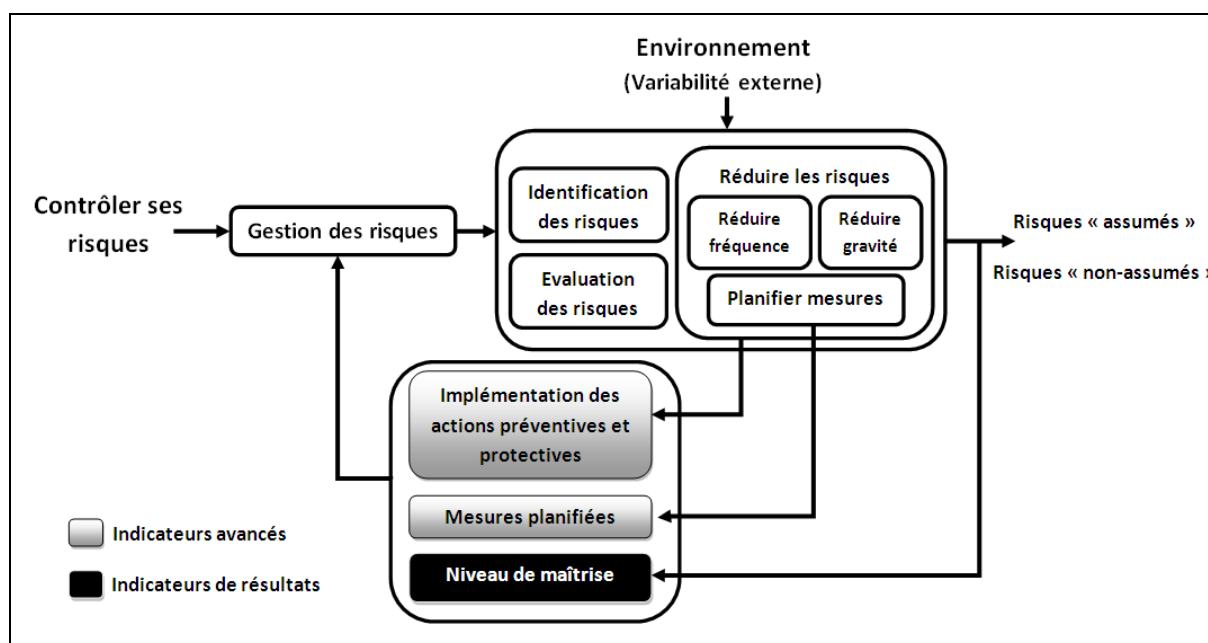 Environnement
(Variabilité externe)
Contrôler ses
risques
Gestion des risques
Identification
des risques
Evaluation
des risques
Réduire les risques
Réduire
fréquence
Réduire
gravité
Planifier mesures
Risques « assumés »
Risques « non-assumés »
Implémentation des
actions préventives et
protectives
Mesures planifiées
Niveau de maîtrise
Indicateurs avancés
Indicateurs de résultats